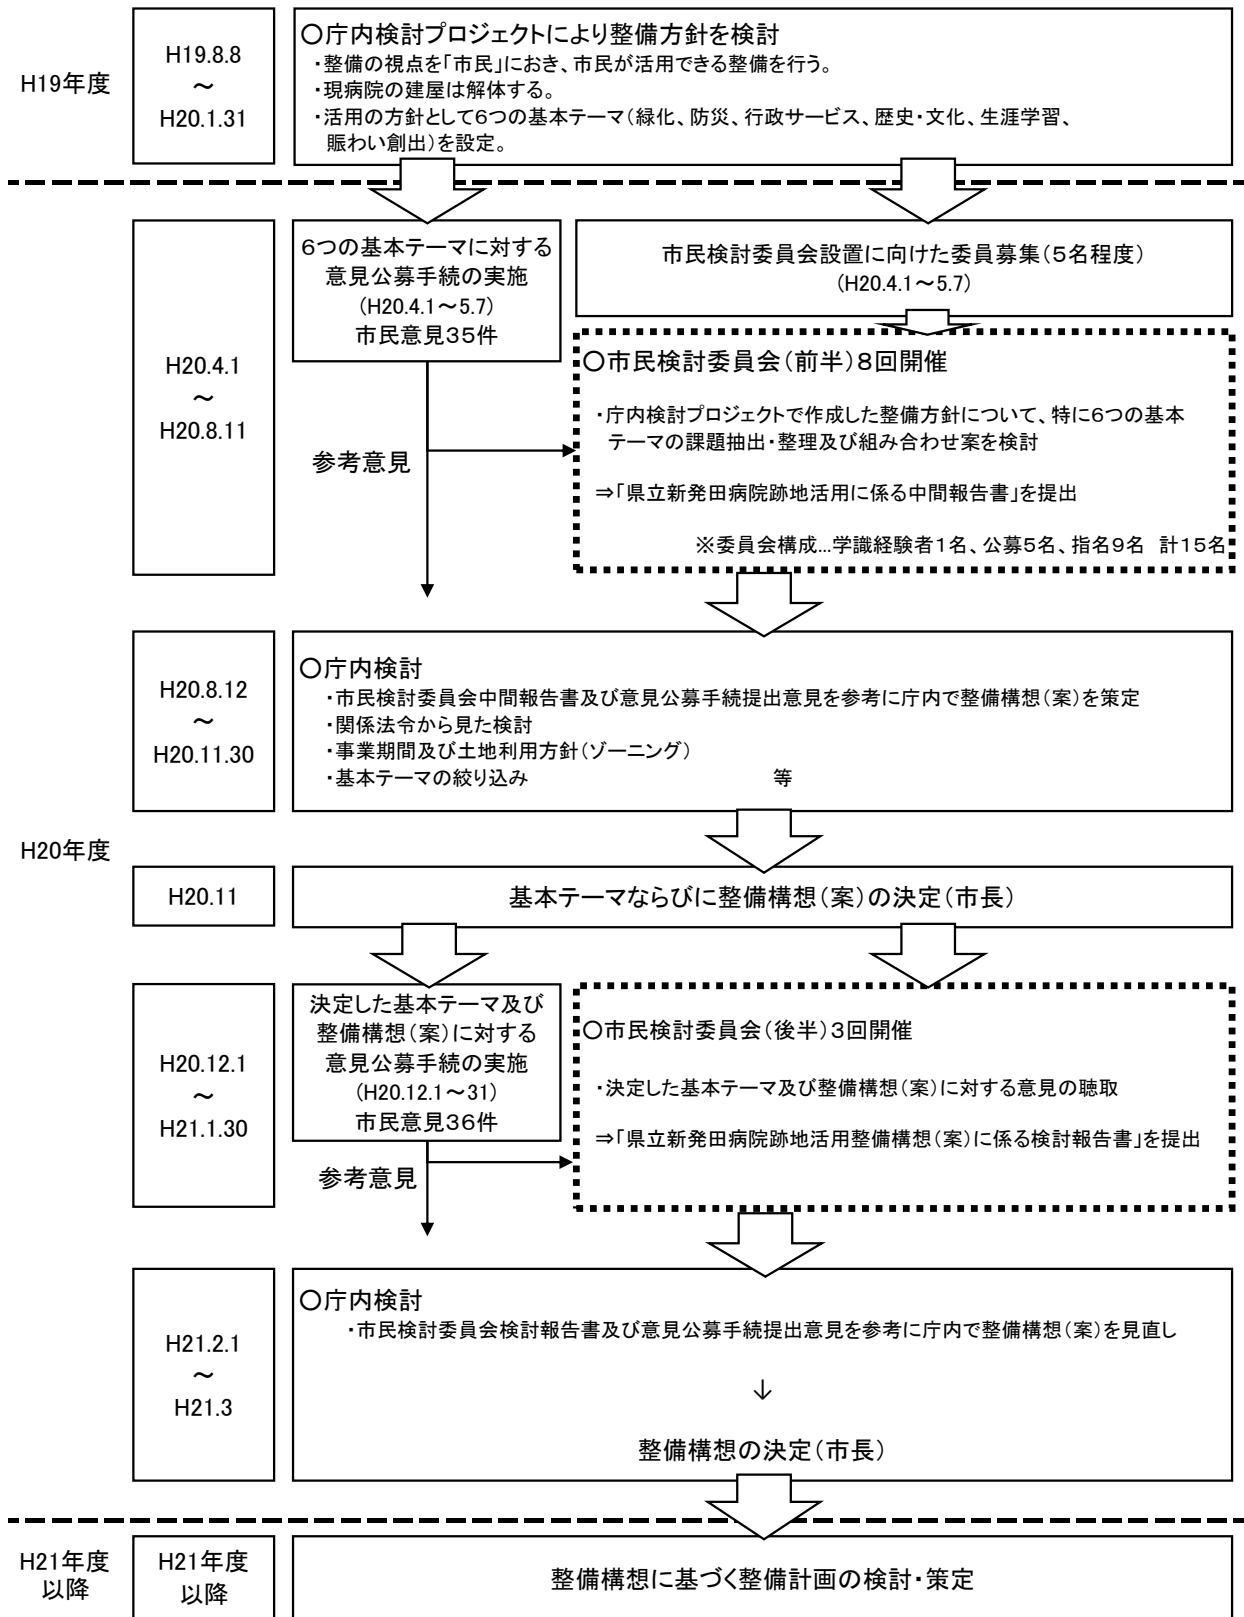 H19年度
H19.8.8
～
H20.1.31
○庁内検討プロジェクトにより整備方針を検討
・整備の視点を「市民」におき、市民が活用できる整備を行う。
・現病院の建屋は解体する。
・活用の方針として6つの基本テーマ(緑化、防災、行政サービス、歴史・文化、生涯学習、
賑わい創出)を設定。
H20年度
H20.4.1
～
H20.8.11
6つの基本テーマに対する
意見公募手続の実施
(H20.4.1～5.7)
市民意見35件
参考意見
市民検討委員会設置に向けた委員募集(5名程度)
(H20.4.1～5.7)
○市民検討委員会(前半)8回開催
・庁内検討プロジェクトで作成した整備方針について、特に6つの基本
テーマの課題抽出・整理及び組み合わせ案を検討
⇒「県立新発田病院跡地活用に係る中間報告書」を提出
※委員会構成...学識経験者1名、公募5名、指名9名 計15名
H20.8.12
～
H20.11.30
○庁内検討
・市民検討委員会中間報告書及び意見公募手続提出意見を参考に庁内で整備構想(案)を策定
・関係法令から見た検討
・事業期間及び土地利用方針(ゾーニング)
・基本テーマの絞り込み 等
H20.11
基本テーマならびに整備構想(案)の決定(市長)
H20.12.1
～
H21.1.30
決定した基本テーマ及び
整備構想(案)に対する
意見公募手続の実施
(H20.12.1～31)
市民意見36件
参考意見
○市民検討委員会(後半)3回開催
・決定した基本テーマ及び整備構想(案)に対する意見の聴取
⇒「県立新発田病院跡地活用整備構想(案)に係る検討報告書」を提出
H21.2.1
～
H21.3
○庁内検討
・市民検討委員会検討報告書及び意見公募手続提出意見を参考に庁内で整備構想(案)を見直し
↓
整備構想の決定(市長)
H21年度
以降
H21年度
以降
整備構想に基づく整備計画の検討・策定